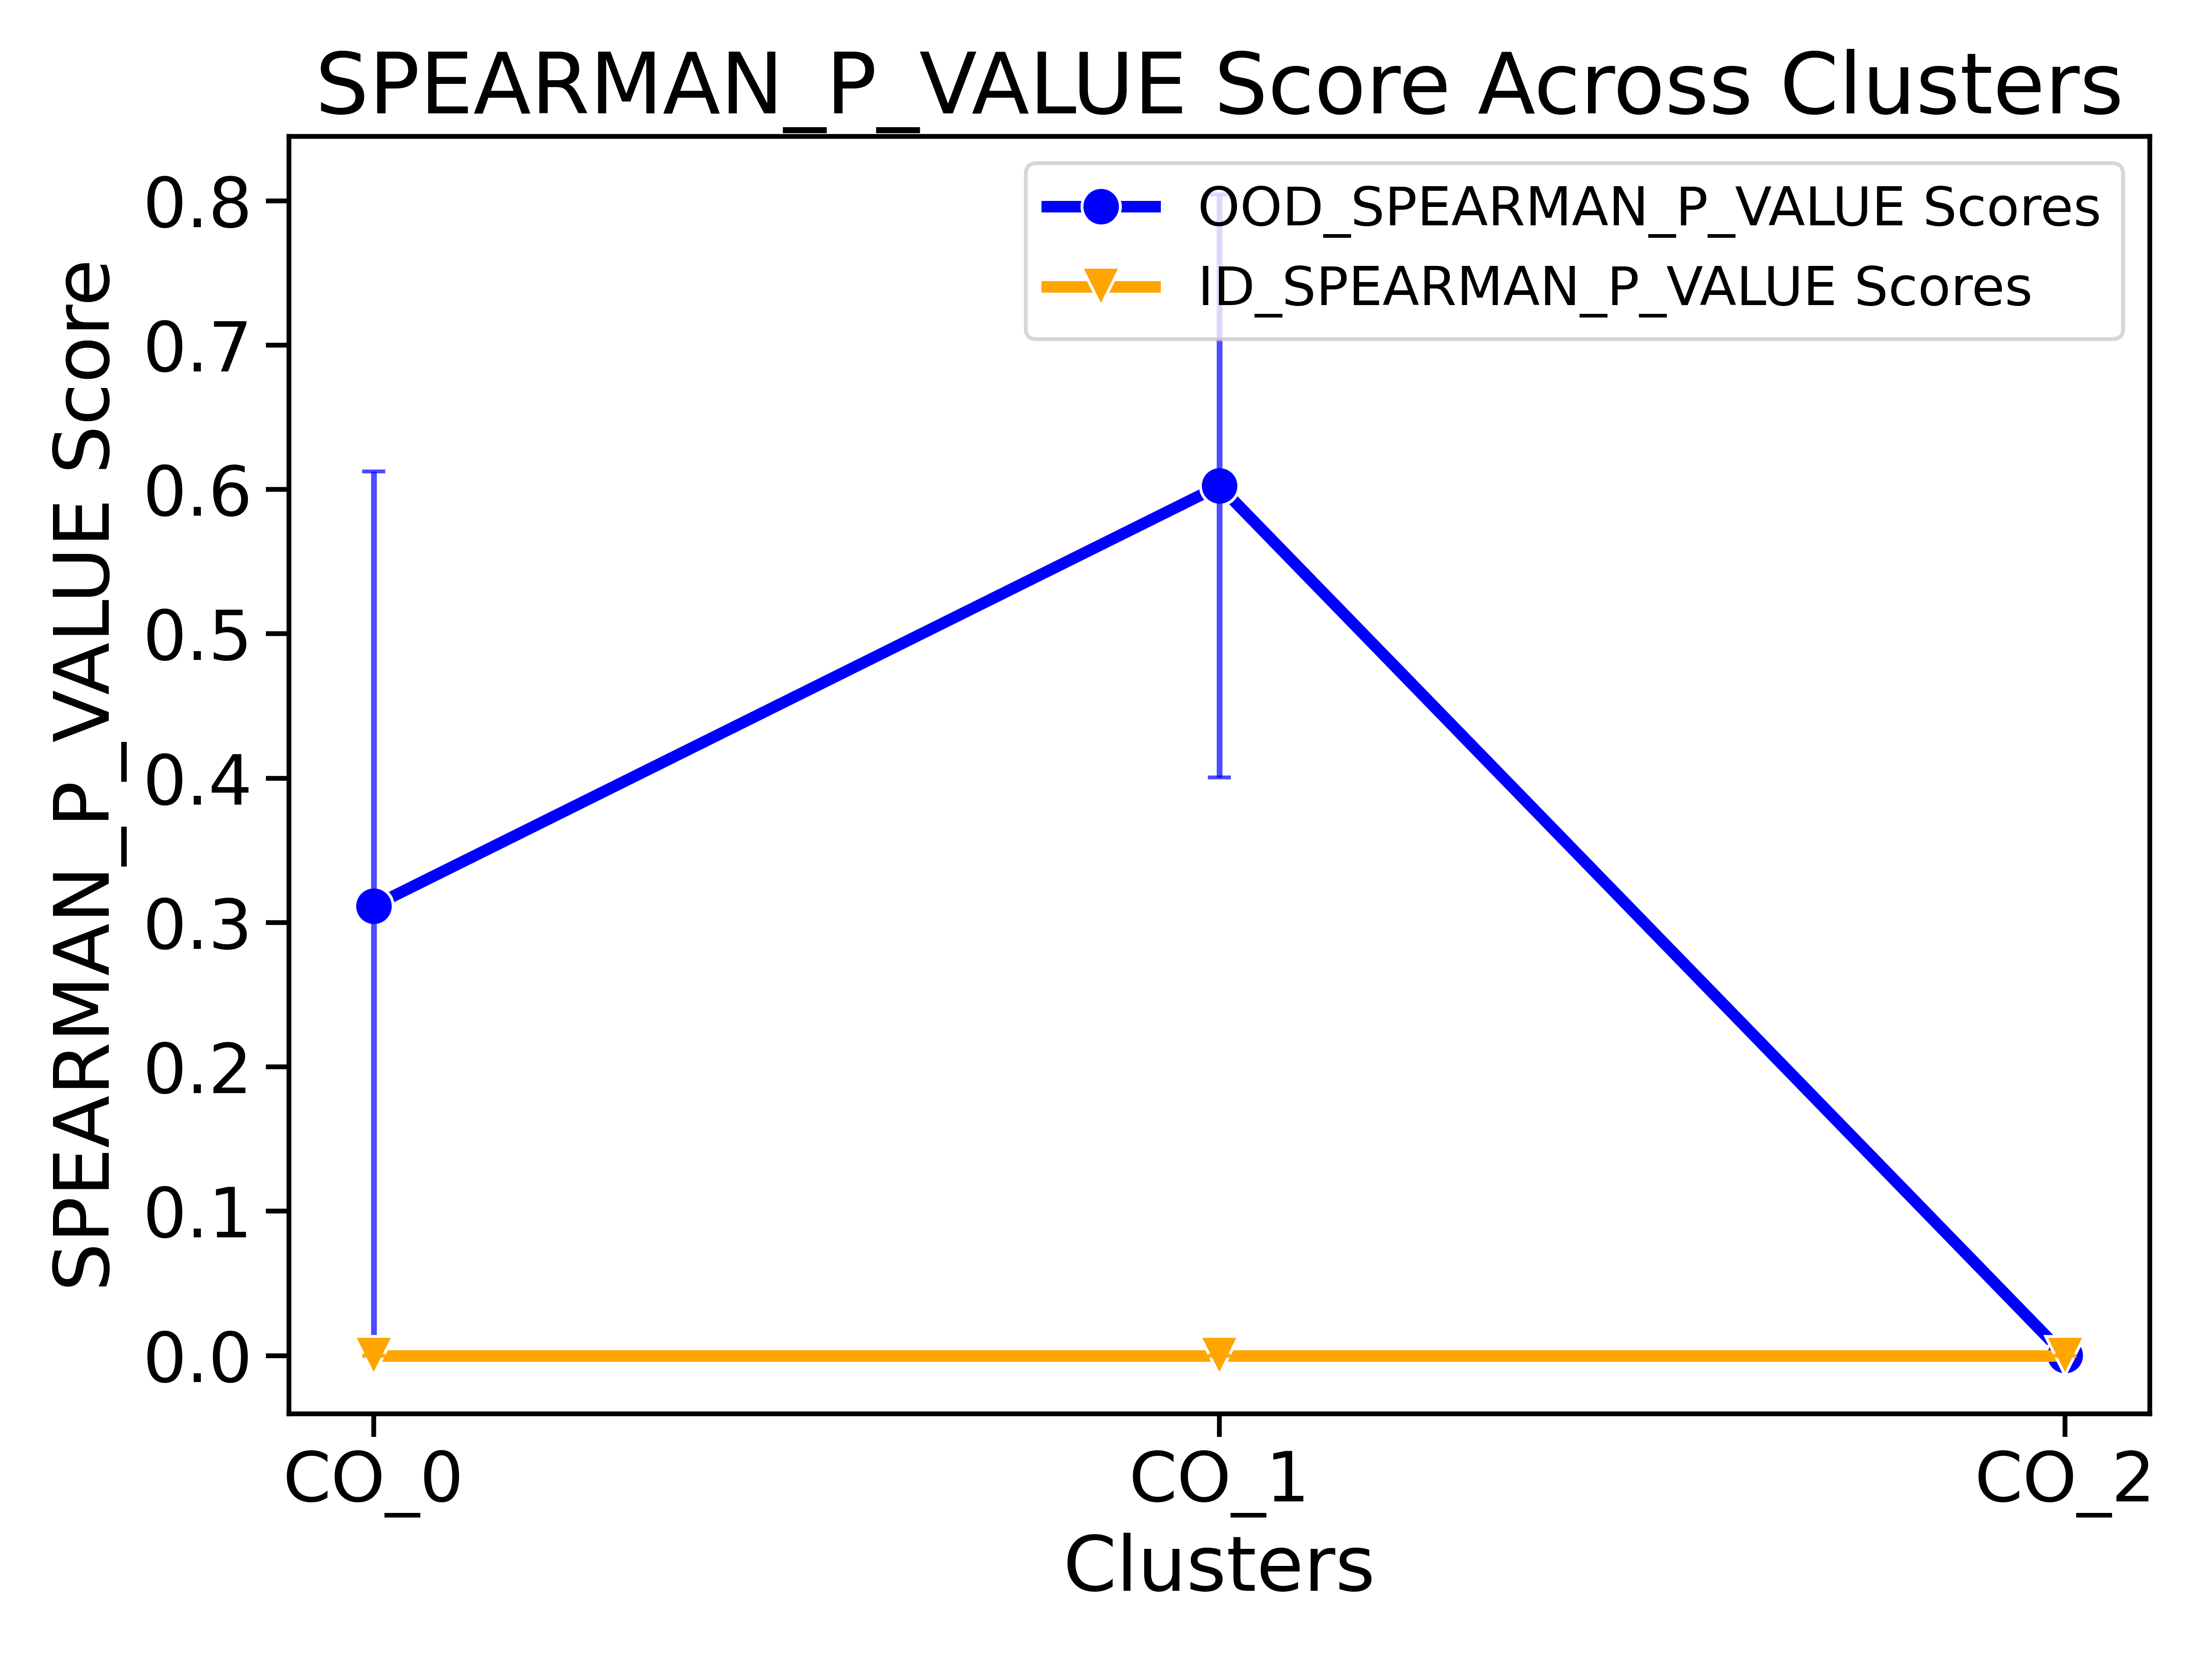 SPEARMAN_P_VALUE Score Across Clusters
OOD_SPEARMAN_P_VALUE Scores
ID_SPEARMAN_P_VALUE Scores
SPEARMAN_P_VALUE Score
0.8
0.7
0.6
0.5
0.4
0.3
0.2
0.1
0.0
CO_0 CO_1 CO_2
Clusters